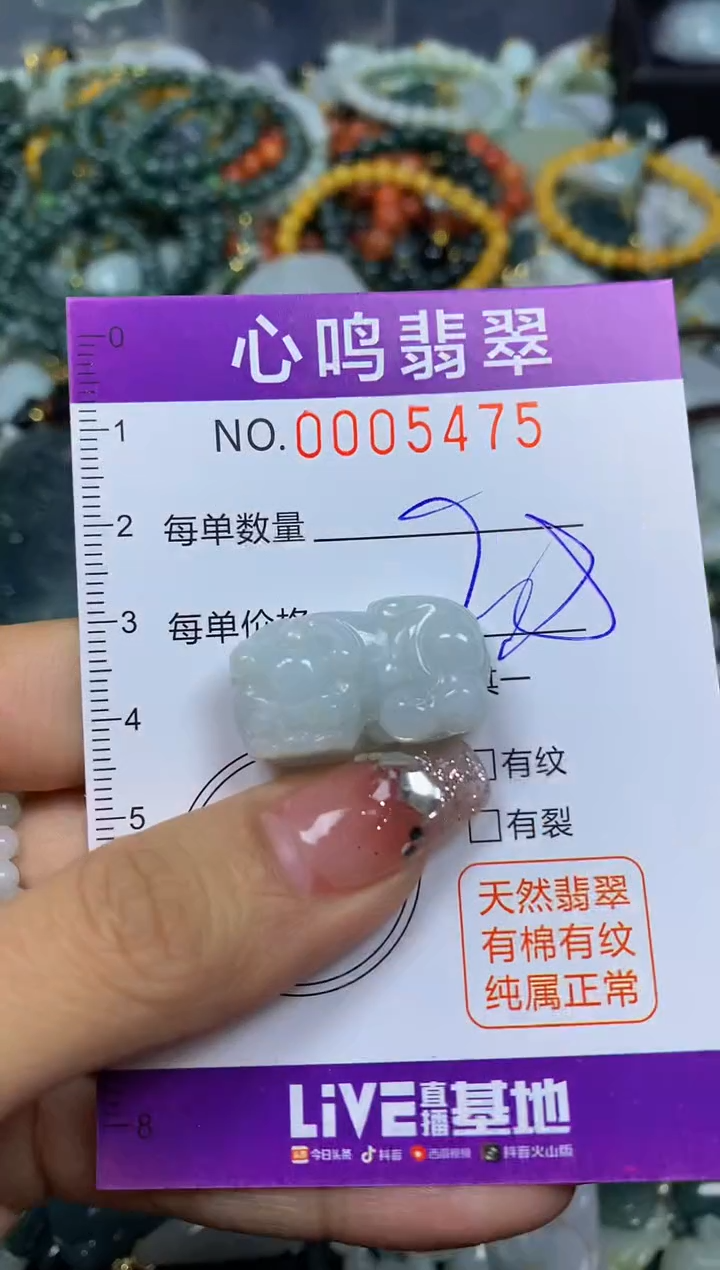 心鸣翡翠
NO.0005475
每单数量
每单价格
有纹
有裂
天然翡翠
有棉有纹
纯属正常
LiVE直播基地
今日头条 抖音 西瓜视频 抖音火山版
0
1
2
3
4
5
8